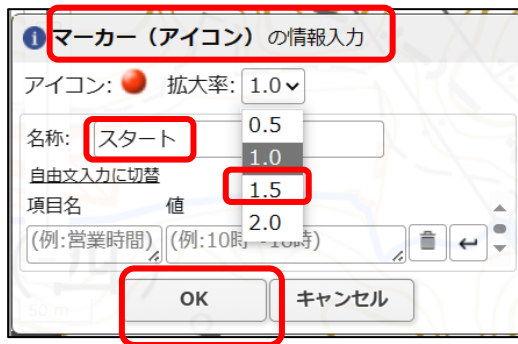 マーカー（アイコン）の情報入力
アイコン: 拡大率: 1.0
0.5
1.0
1.5
2.0
名称: スタート
自由文入力に切替
項目名 値
(例:営業時間) (例:10時 18時)
OK キャンセル
50 m